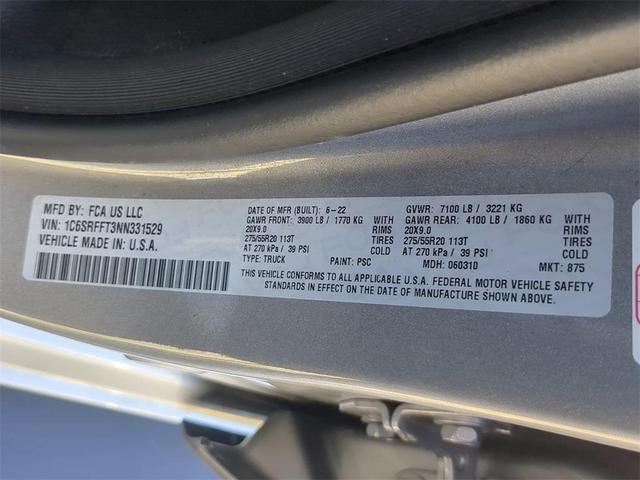 MFD BY: FCA US LLC
VIN: 1C6SRFFT3NN331529
VEHICLE MADE IN: U.S.A.
DATE OF MFR (BUILT): 6-22 GVWR: 7100 LB / 3221 KG
GAWR FRONT: 3900 LB / 1770 KG WITH GAWR REAR: 4100 LB / 1860 KG WITH
20X9.0 RIMS 20X9.0 RIMS
275/55R20 113T TIRES 275/55R20 113T TIRES
AT 270 kPa / 39 PSI COLD AT 270 kPa / 39 PSI COLD
TYPE: TRUCK PAINT: PSC MDH: 060310 MKT: 875
THIS VEHICLE CONFORMS TO ALL APPLICABLE U.S.A. FEDERAL MOTOR VEHICLE SAFETY
STANDARDS IN EFFECT ON THE DATE OF MANUFACTURE SHOWN ABOVE.